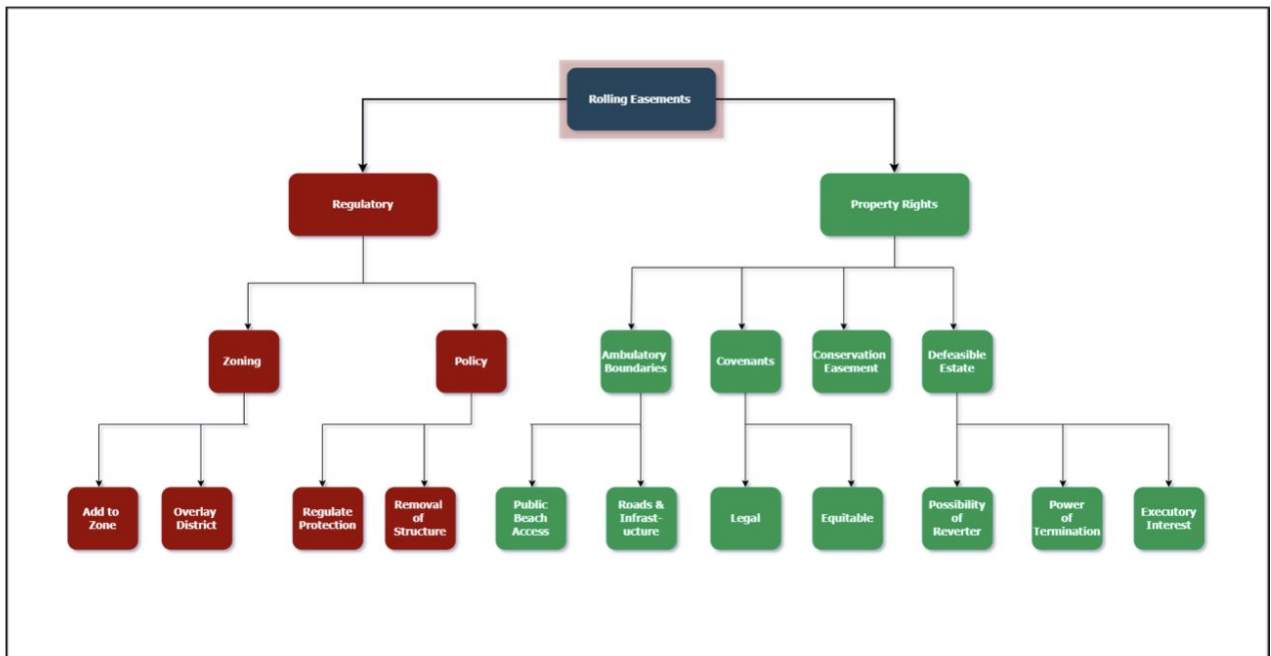 Rolling Easements
Regulatory
Property Rights
Zoning
Policy
Ambulatory
Boundaries
Covenants
Conservation
Easement
Defeasible
Estate
Add to
Zone
Overlay
District
Regulate
Protection
Removal
of
Structure
Public
Beach
Access
Roads &
Infrast-
ucture
Legal
Equitable
Possibility
of
Reverter
Power
of
Termination
Executory
Interest